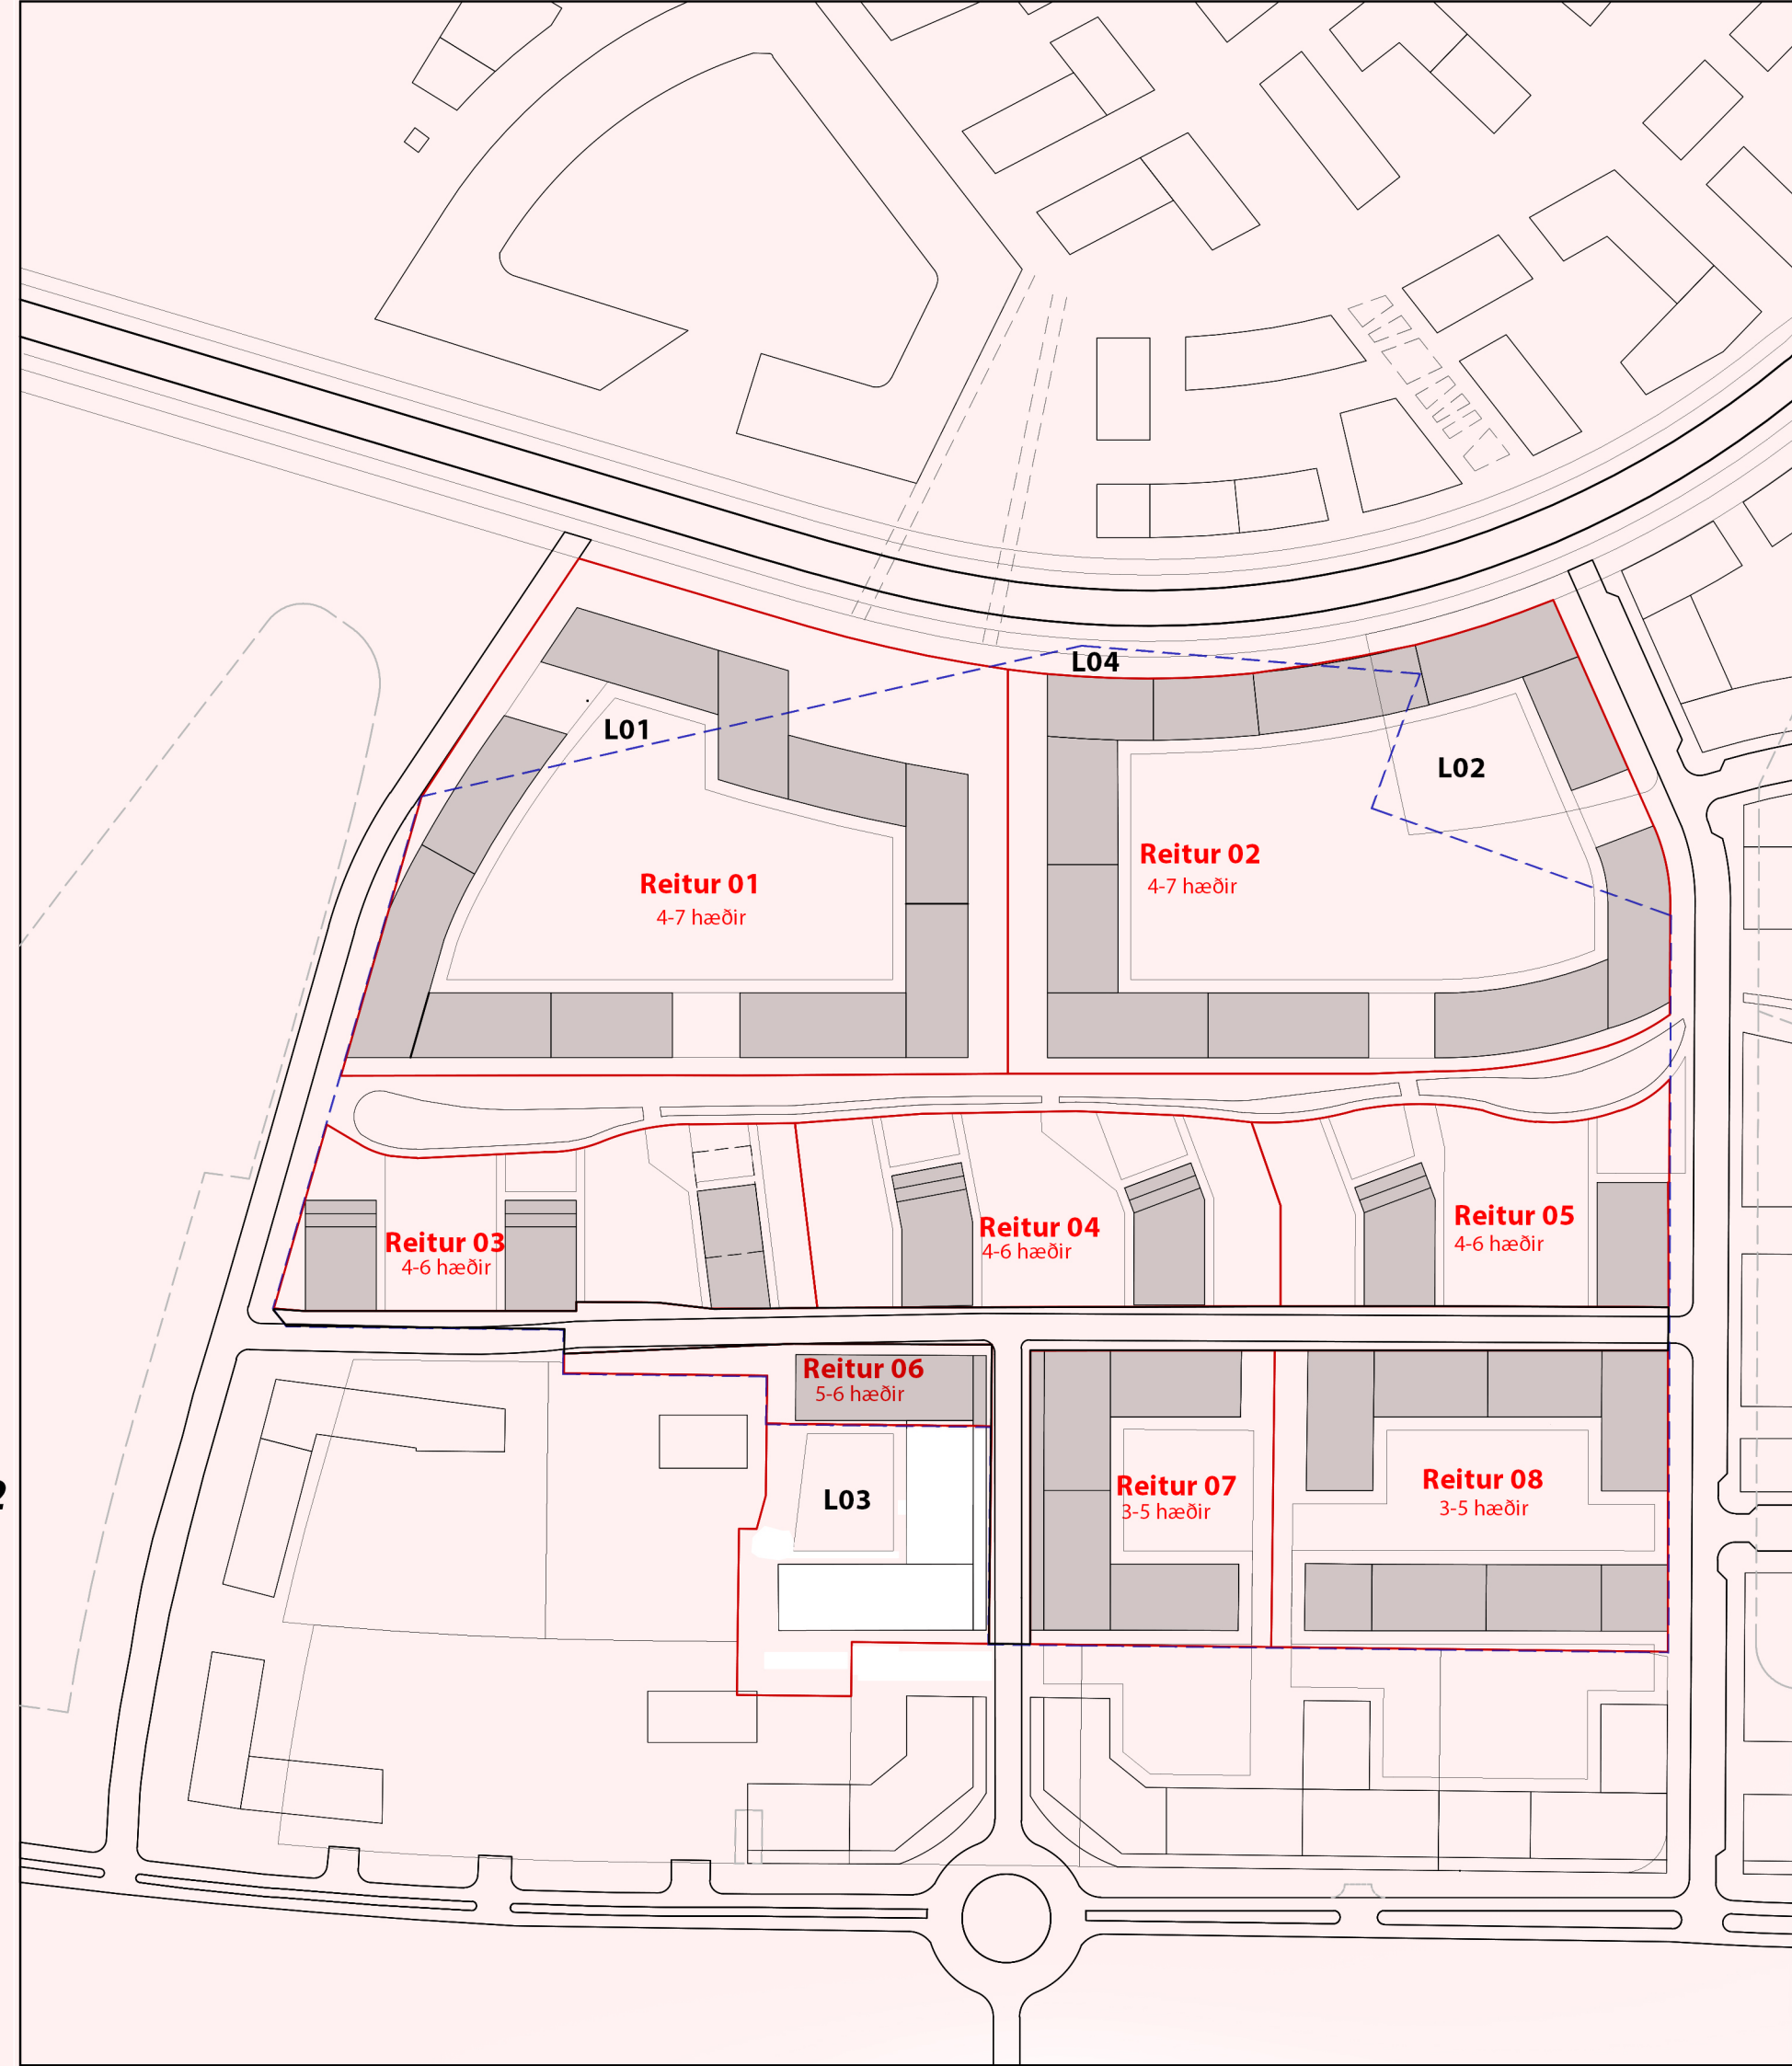 L04
L01
L02
Reitur 02
4-7 hæðir
Reitur 01
4-7 hæðir
Reitur 03
4-6 hæðir
Reitur 04
4-6 hæðir
Reitur 05
4-6 hæðir
Reitur 06
5-6 hæðir
L03
Reitur 07
3-5 hæðir
Reitur 08
3-5 hæðir
2